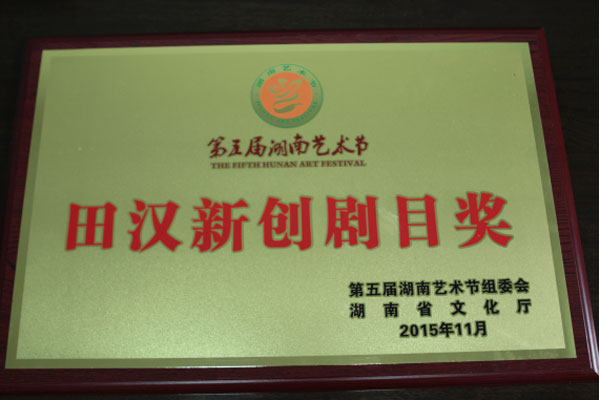 湖南艺术节
第五届湖南艺术节
THE FIFTH HUNAN ART FESTIVAL
田汉新创剧目奖
第五届湖南艺术节组委会
湖南省文化厅
2015年11月